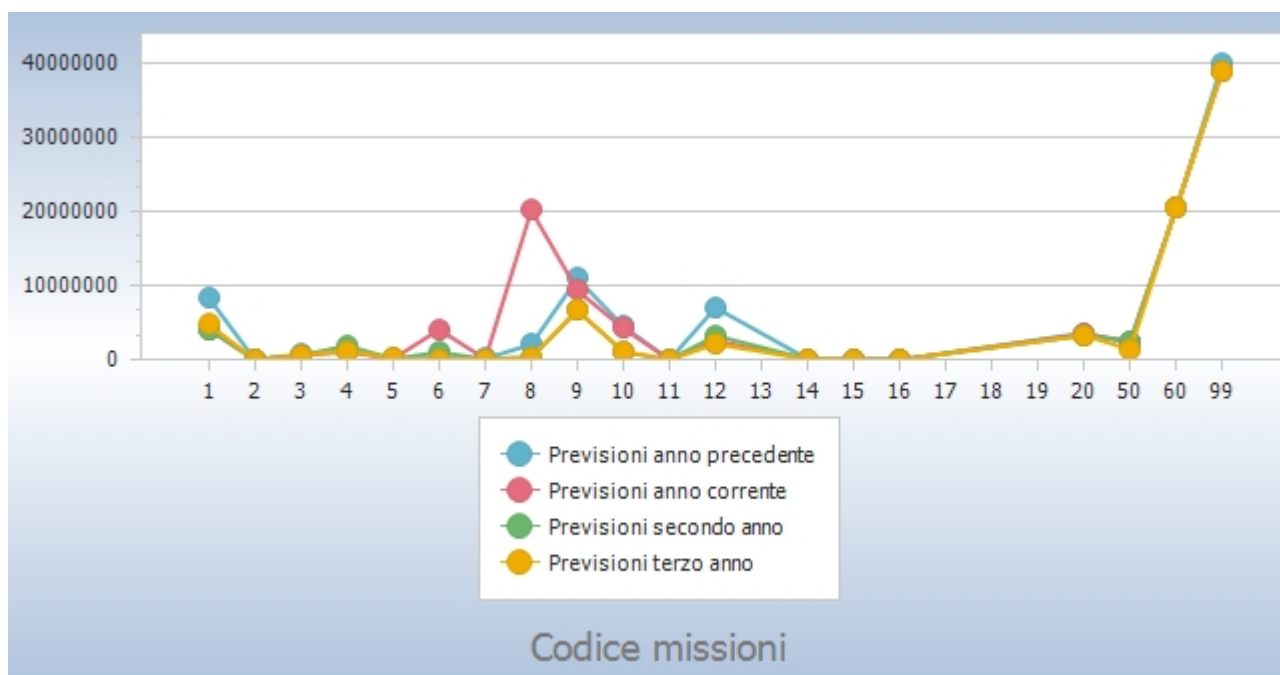 40000000
30000000
20000000
10000000
0
1 2 3 4 5 6 7 8 9 10 11 12 13 14 15 16 17 18 19 20 50 60 99
Previsioni anno precedente
Previsioni anno corrente
Previsioni secondo anno
Previsioni terzo anno
Codice missioni